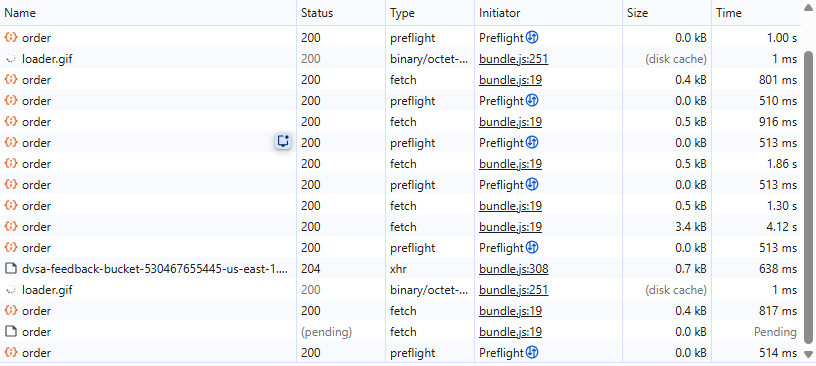 Name Status Type Initiator Size Time
order 200 preflight Preflight 0.0 kB 1.00 s
loader.gif 200 binary/octet-... bundle.js:251 (disk cache) 1 ms
order 200 fetch bundle.js:19 0.4 kB 801 ms
order 200 preflight Preflight 0.0 kB 510 ms
order 200 fetch bundle.js:19 0.5 kB 916 ms
order 200 preflight Preflight 0.0 kB 513 ms
order 200 fetch bundle.js:19 0.5 kB 1.86 s
order 200 preflight Preflight 0.0 kB 513 ms
order 200 fetch bundle.js:19 0.5 kB 1.30 s
order 200 fetch bundle.js:19 3.4 kB 4.12 s
order 200 preflight Preflight 0.0 kB 513 ms
dvsa-feedback-bucket-530467655445-us-east-1.... 204 xhr bundle.js:308 0.7 kB 638 ms
loader.gif 200 binary/octet-... bundle.js:251 (disk cache) 1 ms
order 200 fetch bundle.js:19 0.4 kB 817 ms
order (pending) fetch bundle.js:19 0.0 kB Pending
order 200 preflight Preflight 0.0 kB 514 ms